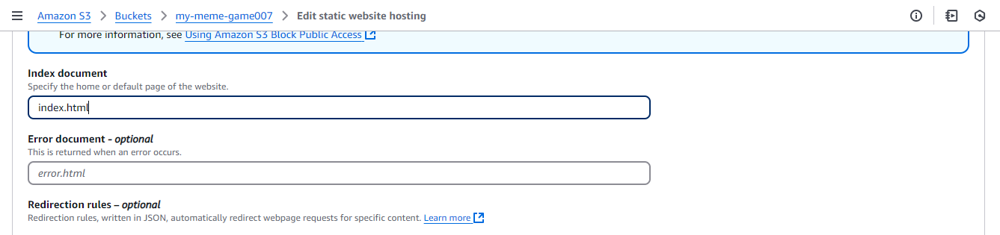 Amazon S3 > Buckets > my-meme-game007 > Edit static website hosting
For more information, see Using Amazon S3 Block Public Access
Index document
Specify the home or default page of the website.
index.html
Error document - optional
This is returned when an error occurs.
error.html
Redirection rules – optional
Redirection rules, written in JSON, automatically redirect webpage requests for specific content. Learn more